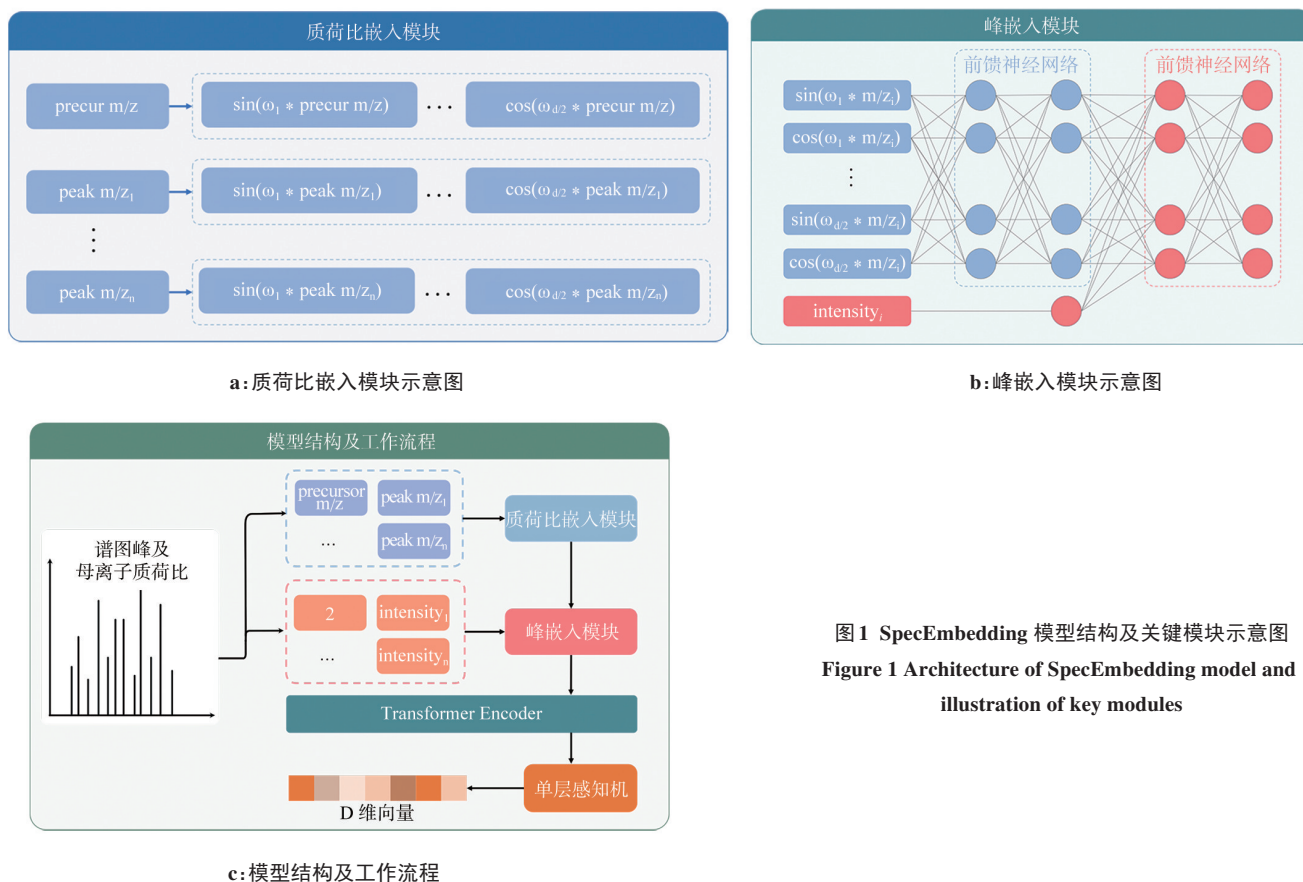 质荷比嵌入模块
precur m/z
sin(ω₁ * precur m/z)
...
cos(ω_{d/2} * precur m/z)
peak m/z₁
sin(ω₁ * peak m/z₁)
...
cos(ω_{d/2} * peak m/z₁)
⋮
peak m/zₙ
sin(ω₁ * peak m/zₙ)
...
cos(ω_{d/2} * peak m/zₙ)
a:质荷比嵌入模块示意图
峰嵌入模块
前馈神经网络
前馈神经网络
sin(ω₁ * m/zᵢ)
cos(ω₁ * m/zᵢ)
⋮
sin(ω_{d/2} * m/zᵢ)
cos(ω_{d/2} * m/zᵢ)
intensityᵢ
b:峰嵌入模块示意图
模型结构及工作流程
谱图峰及
母离子质荷比
precursor
m/z
peak m/z₁
...
peak m/zₙ
质荷比嵌入模块
2
intensity₁
...
intensityₙ
峰嵌入模块
Transformer Encoder
单层感知机
D 维向量
c:模型结构及工作流程
图1 SpecEmbedding 模型结构及关键模块示意图
Figure 1 Architecture of SpecEmbedding model and
illustration of key modules